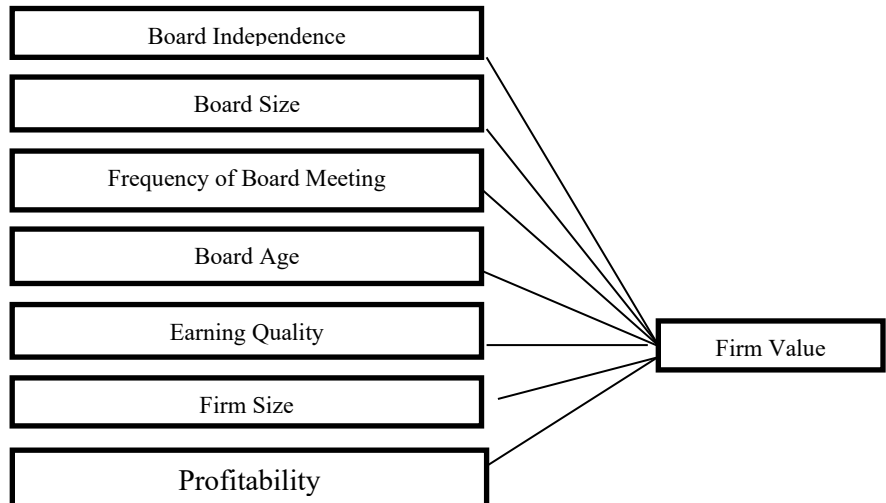 Board Independence
Board Size
Frequency of Board Meeting
Board Age
Earning Quality
Firm Value
Firm Size
Profitability